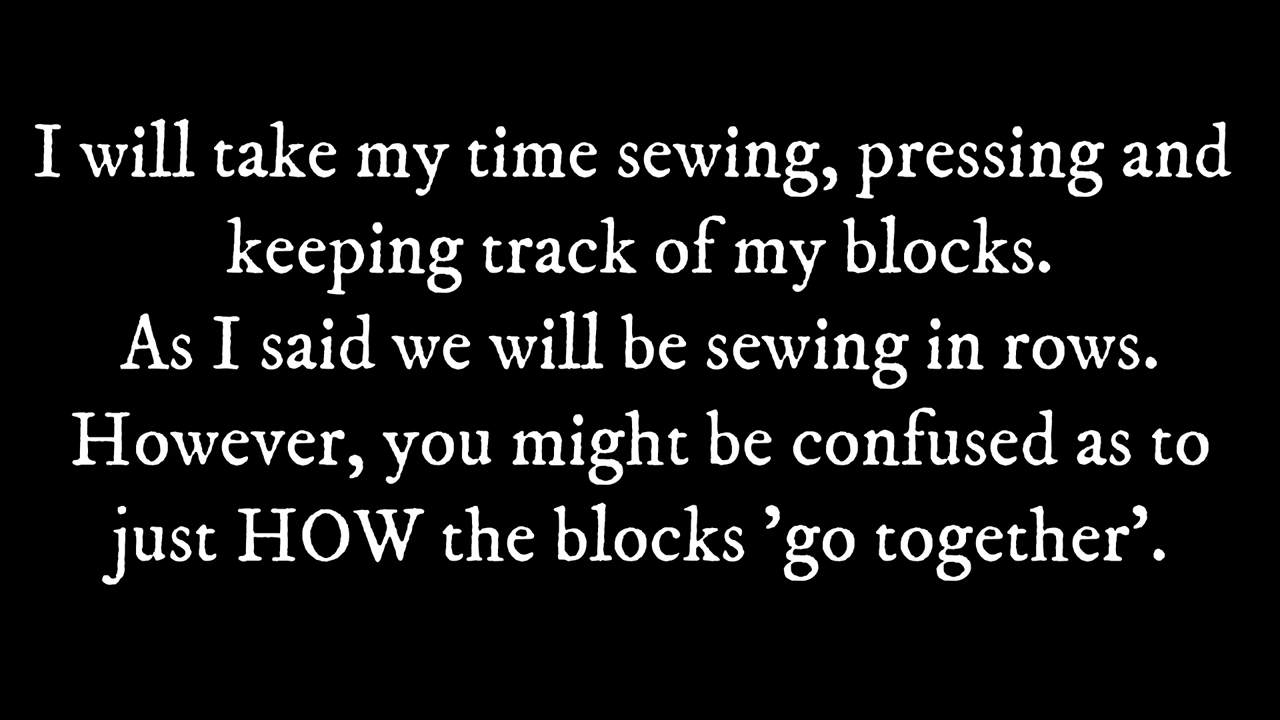 I will take my time sewing, pressing and
keeping track of my blocks.
As I said we will be sewing in rows.
However, you might be confused as to
just HOW the blocks ’go together’.